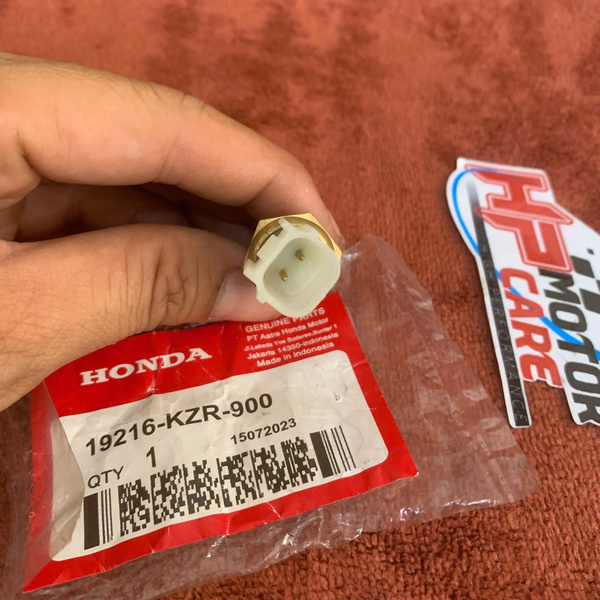 GENUINE PARTS
PT Astra Honda Motor
Jl.Laksda Yos Sudarso,Sunter 1
Jakarta 14350-Indonesia
Made in Indonesia
HONDA
19216-KZR-900
15072023
QTY 1
HP
MOTOR
CARE